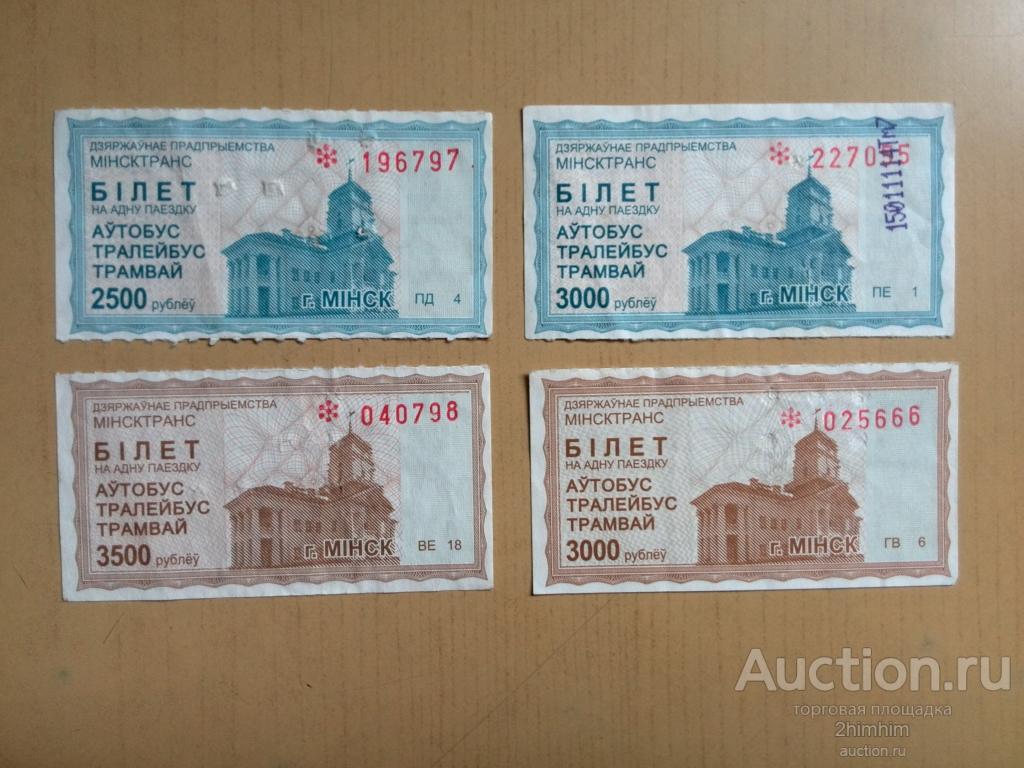 ДЗЯРЖАЎНАЕ ПРАДПРЫЕМСТВА
МІНСКТРАНС
196797
БІЛЕТ
НА АДНУ ПАЕЗДКУ
АЎТОБУС
ТРАЛЕЙБУС
ТРАМВАЙ
2500 рублёў
г. МІНСК
ПД 4
ДЗЯРЖАЎНАЕ ПРАДПРЫЕМСТВА
МІНСКТРАНС
БІЛЕТ
НА АДНУ ПАЕЗДКУ
АЎТОБУС
ТРАЛЕЙБУС
ТРАМВАЙ
3000 рублёў
г. МІНСК
ПЕ 1
ДЗЯРЖАЎНАЕ ПРАДПРЫЕМСТВА
МІНСКТРАНС
040798
БІЛЕТ
НА АДНУ ПАЕЗДКУ
АЎТОБУС
ТРАЛЕЙБУС
ТРАМВАЙ
3500 рублёў
г. МІНСК
ВЕ 18
ДЗЯРЖАЎНАЕ ПРАДПРЫЕМСТВА
МІНСКТРАНС
025666
БІЛЕТ
НА АДНУ ПАЕЗДКУ
АЎТОБУС
ТРАЛЕЙБУС
ТРАМВАЙ
3000 рублёў
г. МІНСК
ГВ 6
Auction.ru
торговая площадка
2himhim
auction.ru